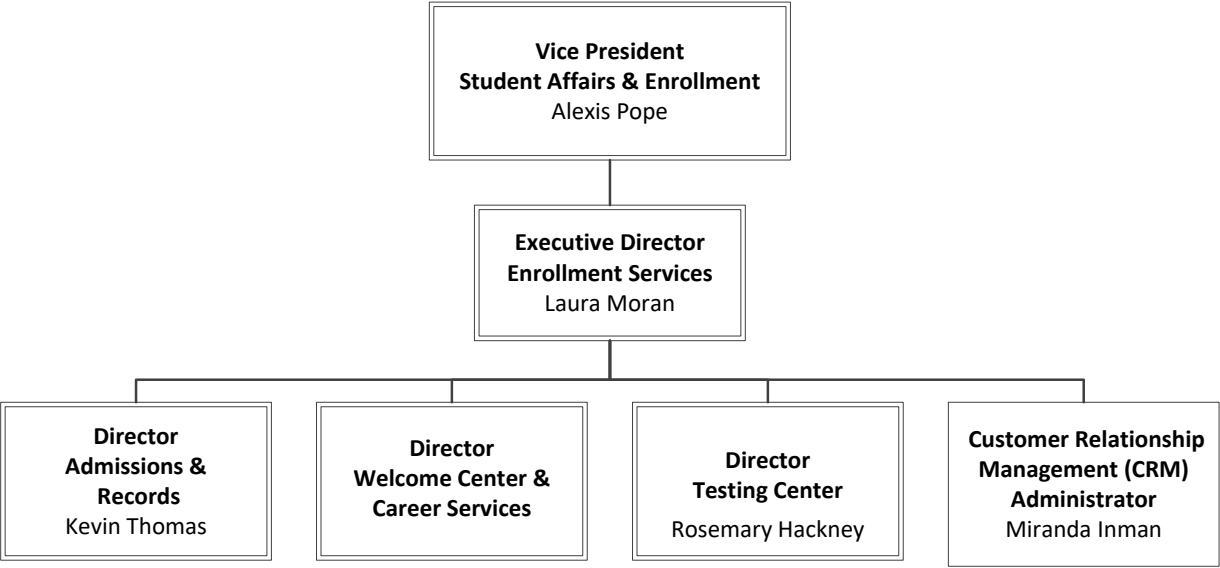 Vice President
Student Affairs & Enrollment
Alexis Pope
Executive Director
Enrollment Services
Laura Moran
Director
Admissions &
Records
Kevin Thomas
Director
Welcome Center &
Career Services
Director
Testing Center
Rosemary Hackney
Customer Relationship
Management (CRM)
Administrator
Miranda Inman